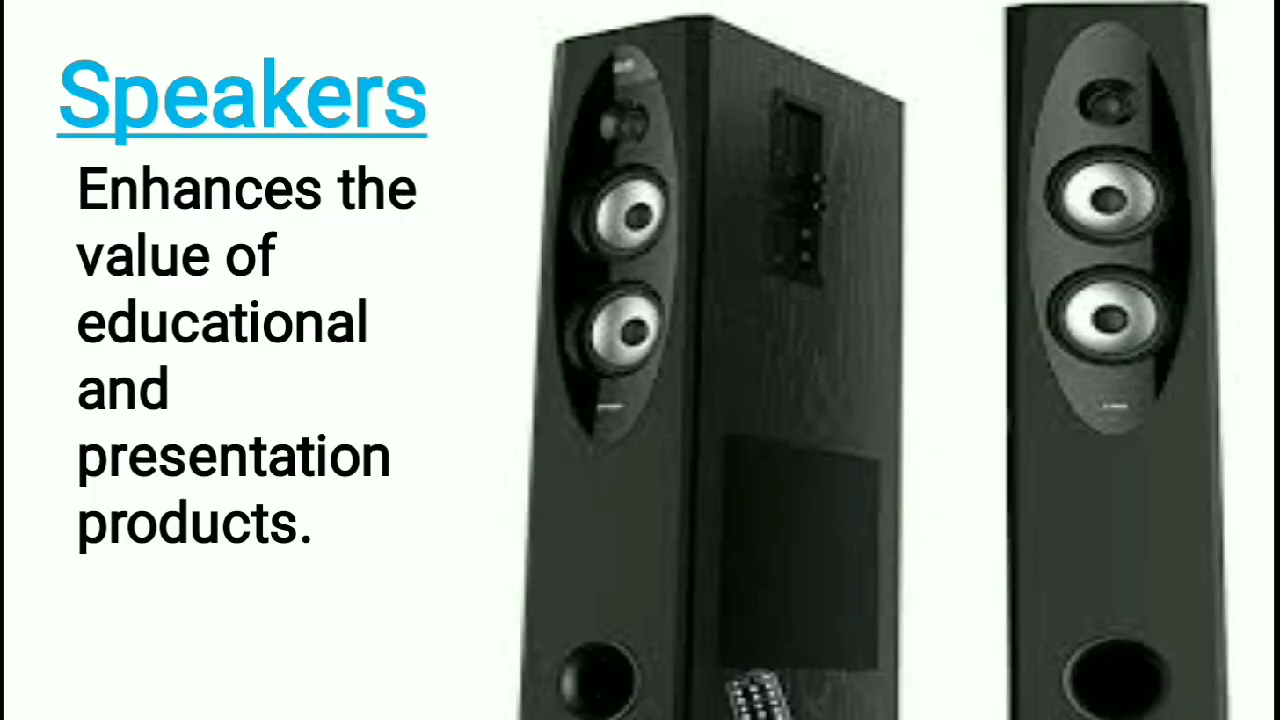 Speakers
Enhances the
value of
educational
and
presentation
products.